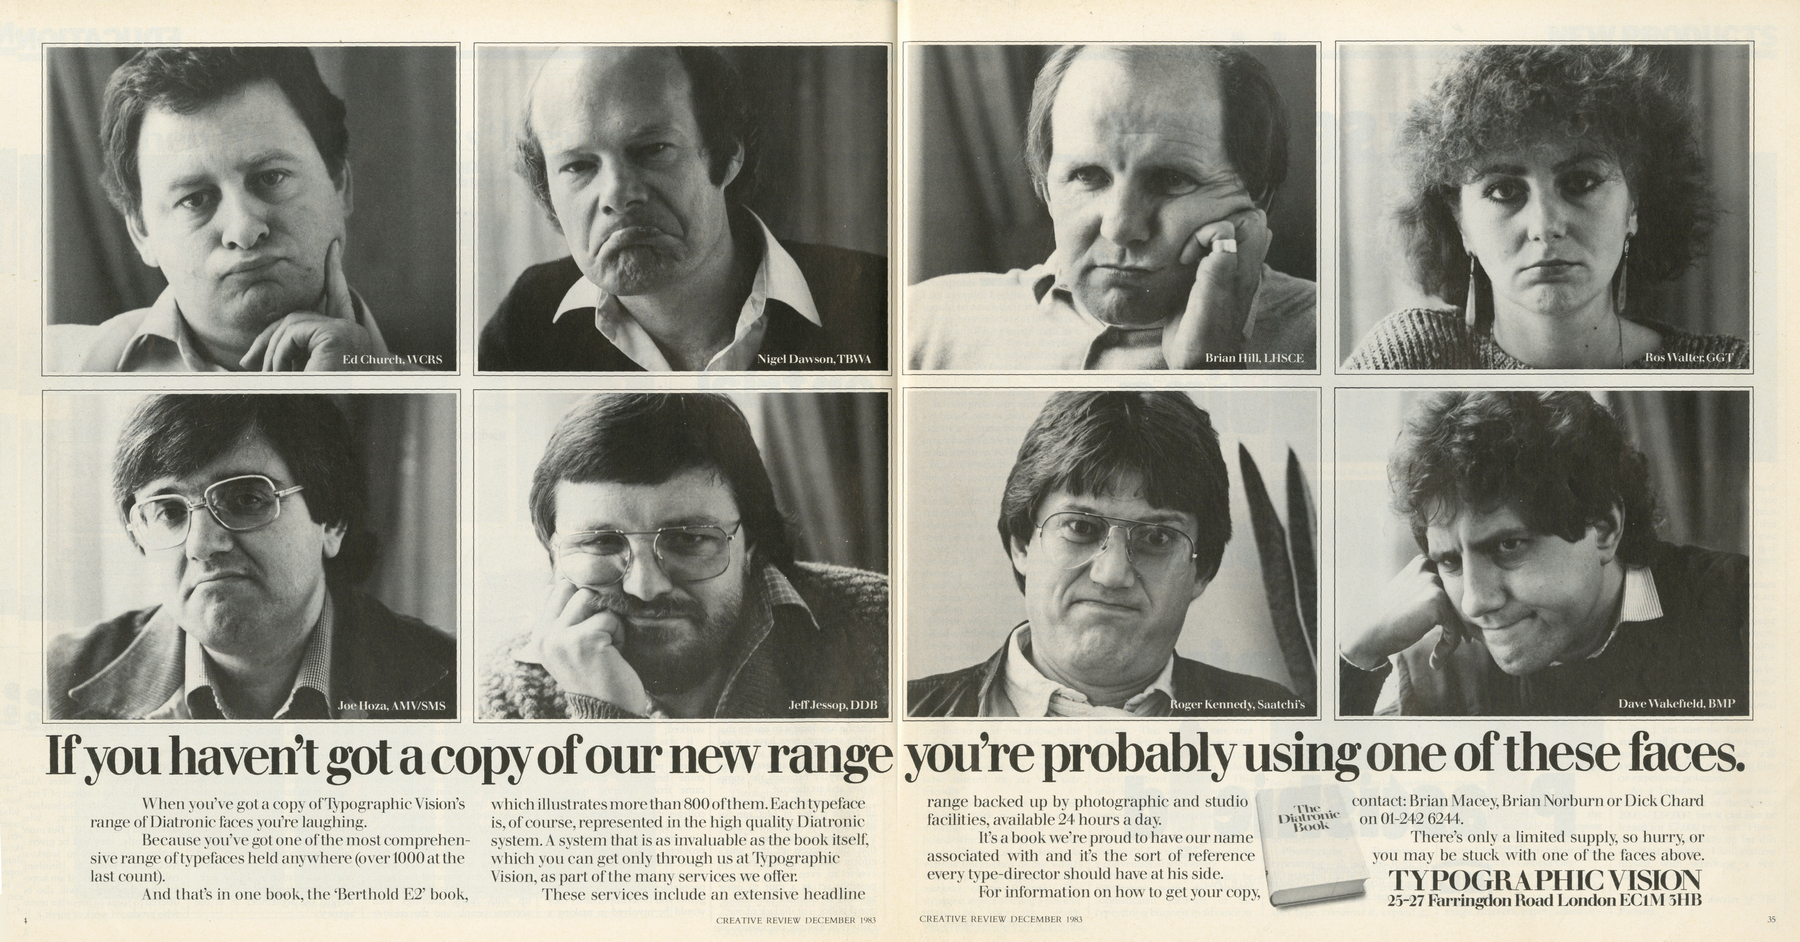 Ed Church, WCRS
Nigel Dawson, TBWA
Brian Hill, LHSCE
Ros Walter, GGT
Joe Hoza, AMV/SMS
Jeff Jessop, DDB
Roger Kennedy, Saatchi's
Dave Wakefield, BMP
If you haven't got a copy of our new range you're probably using one of these faces.
When you've got a copy of Typographic Vision's
range of Diatronic faces you're laughing.
Because you've got one of the most comprehen-
sive range of typefaces held anywhere (over 1000 at the
last count).
And that's in one book, the 'Berthold E2' book,
which illustrates more than 800 of them. Each typeface
is, of course, represented in the high quality Diatronic
system. A system that is as invaluable as the book itself,
which you can get only through us at Typographic
Vision, as part of the many services we offer.
These services include an extensive headline
range backed up by photographic and studio
facilities, available 24 hours a day.
It's a book we're proud to have our name
associated with and it's the sort of reference
every type-director should have at his side.
For information on how to get your copy,
The
Diatronic
Book
contact: Brian Macey, Brian Norburn or Dick Chard
on 01-242 6244.
There's only a limited supply, so hurry, or
you may be stuck with one of the faces above.
TYPOGRAPHIC VISION
25-27 Farringdon Road London EC1M 3HB
CREATIVE REVIEW DECEMBER 1983
CREATIVE REVIEW DECEMBER 1983
35